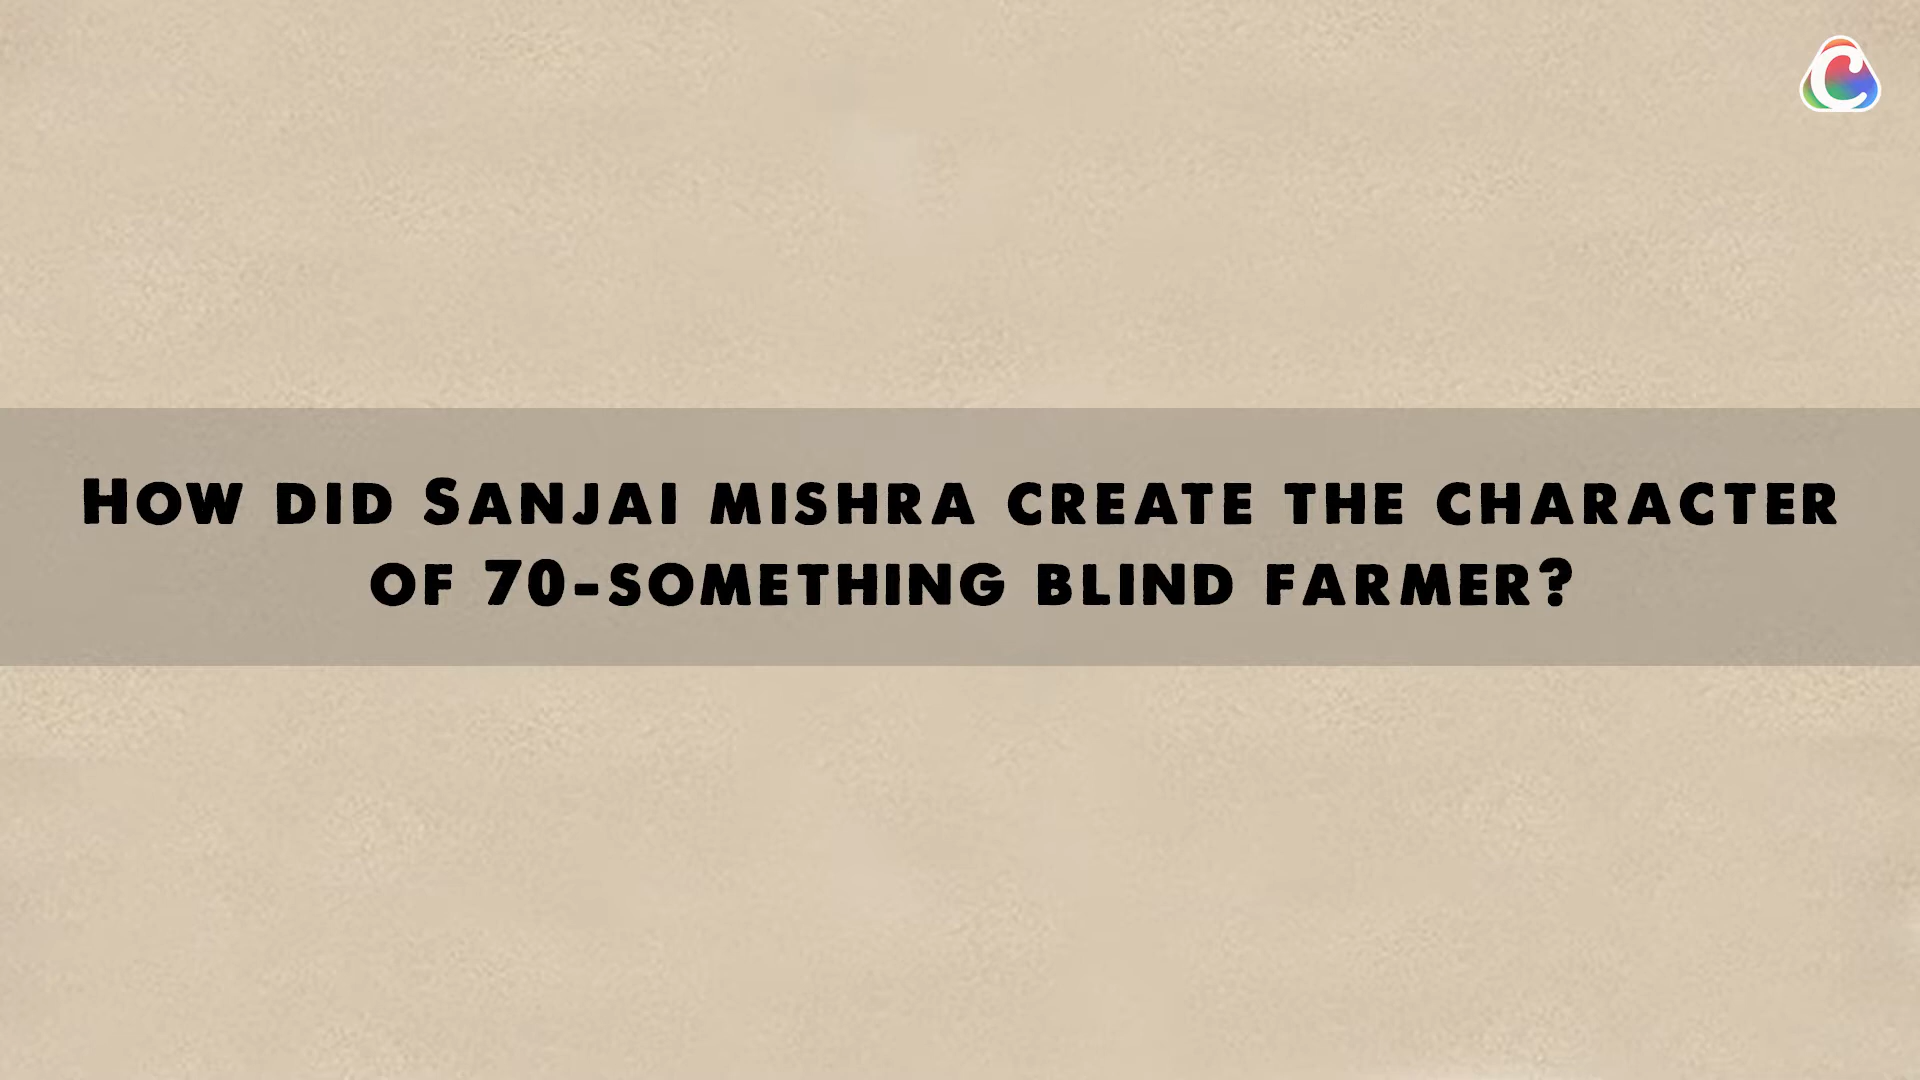 How did Sanjai mishra create the character
of 70-something blind farmer?
C